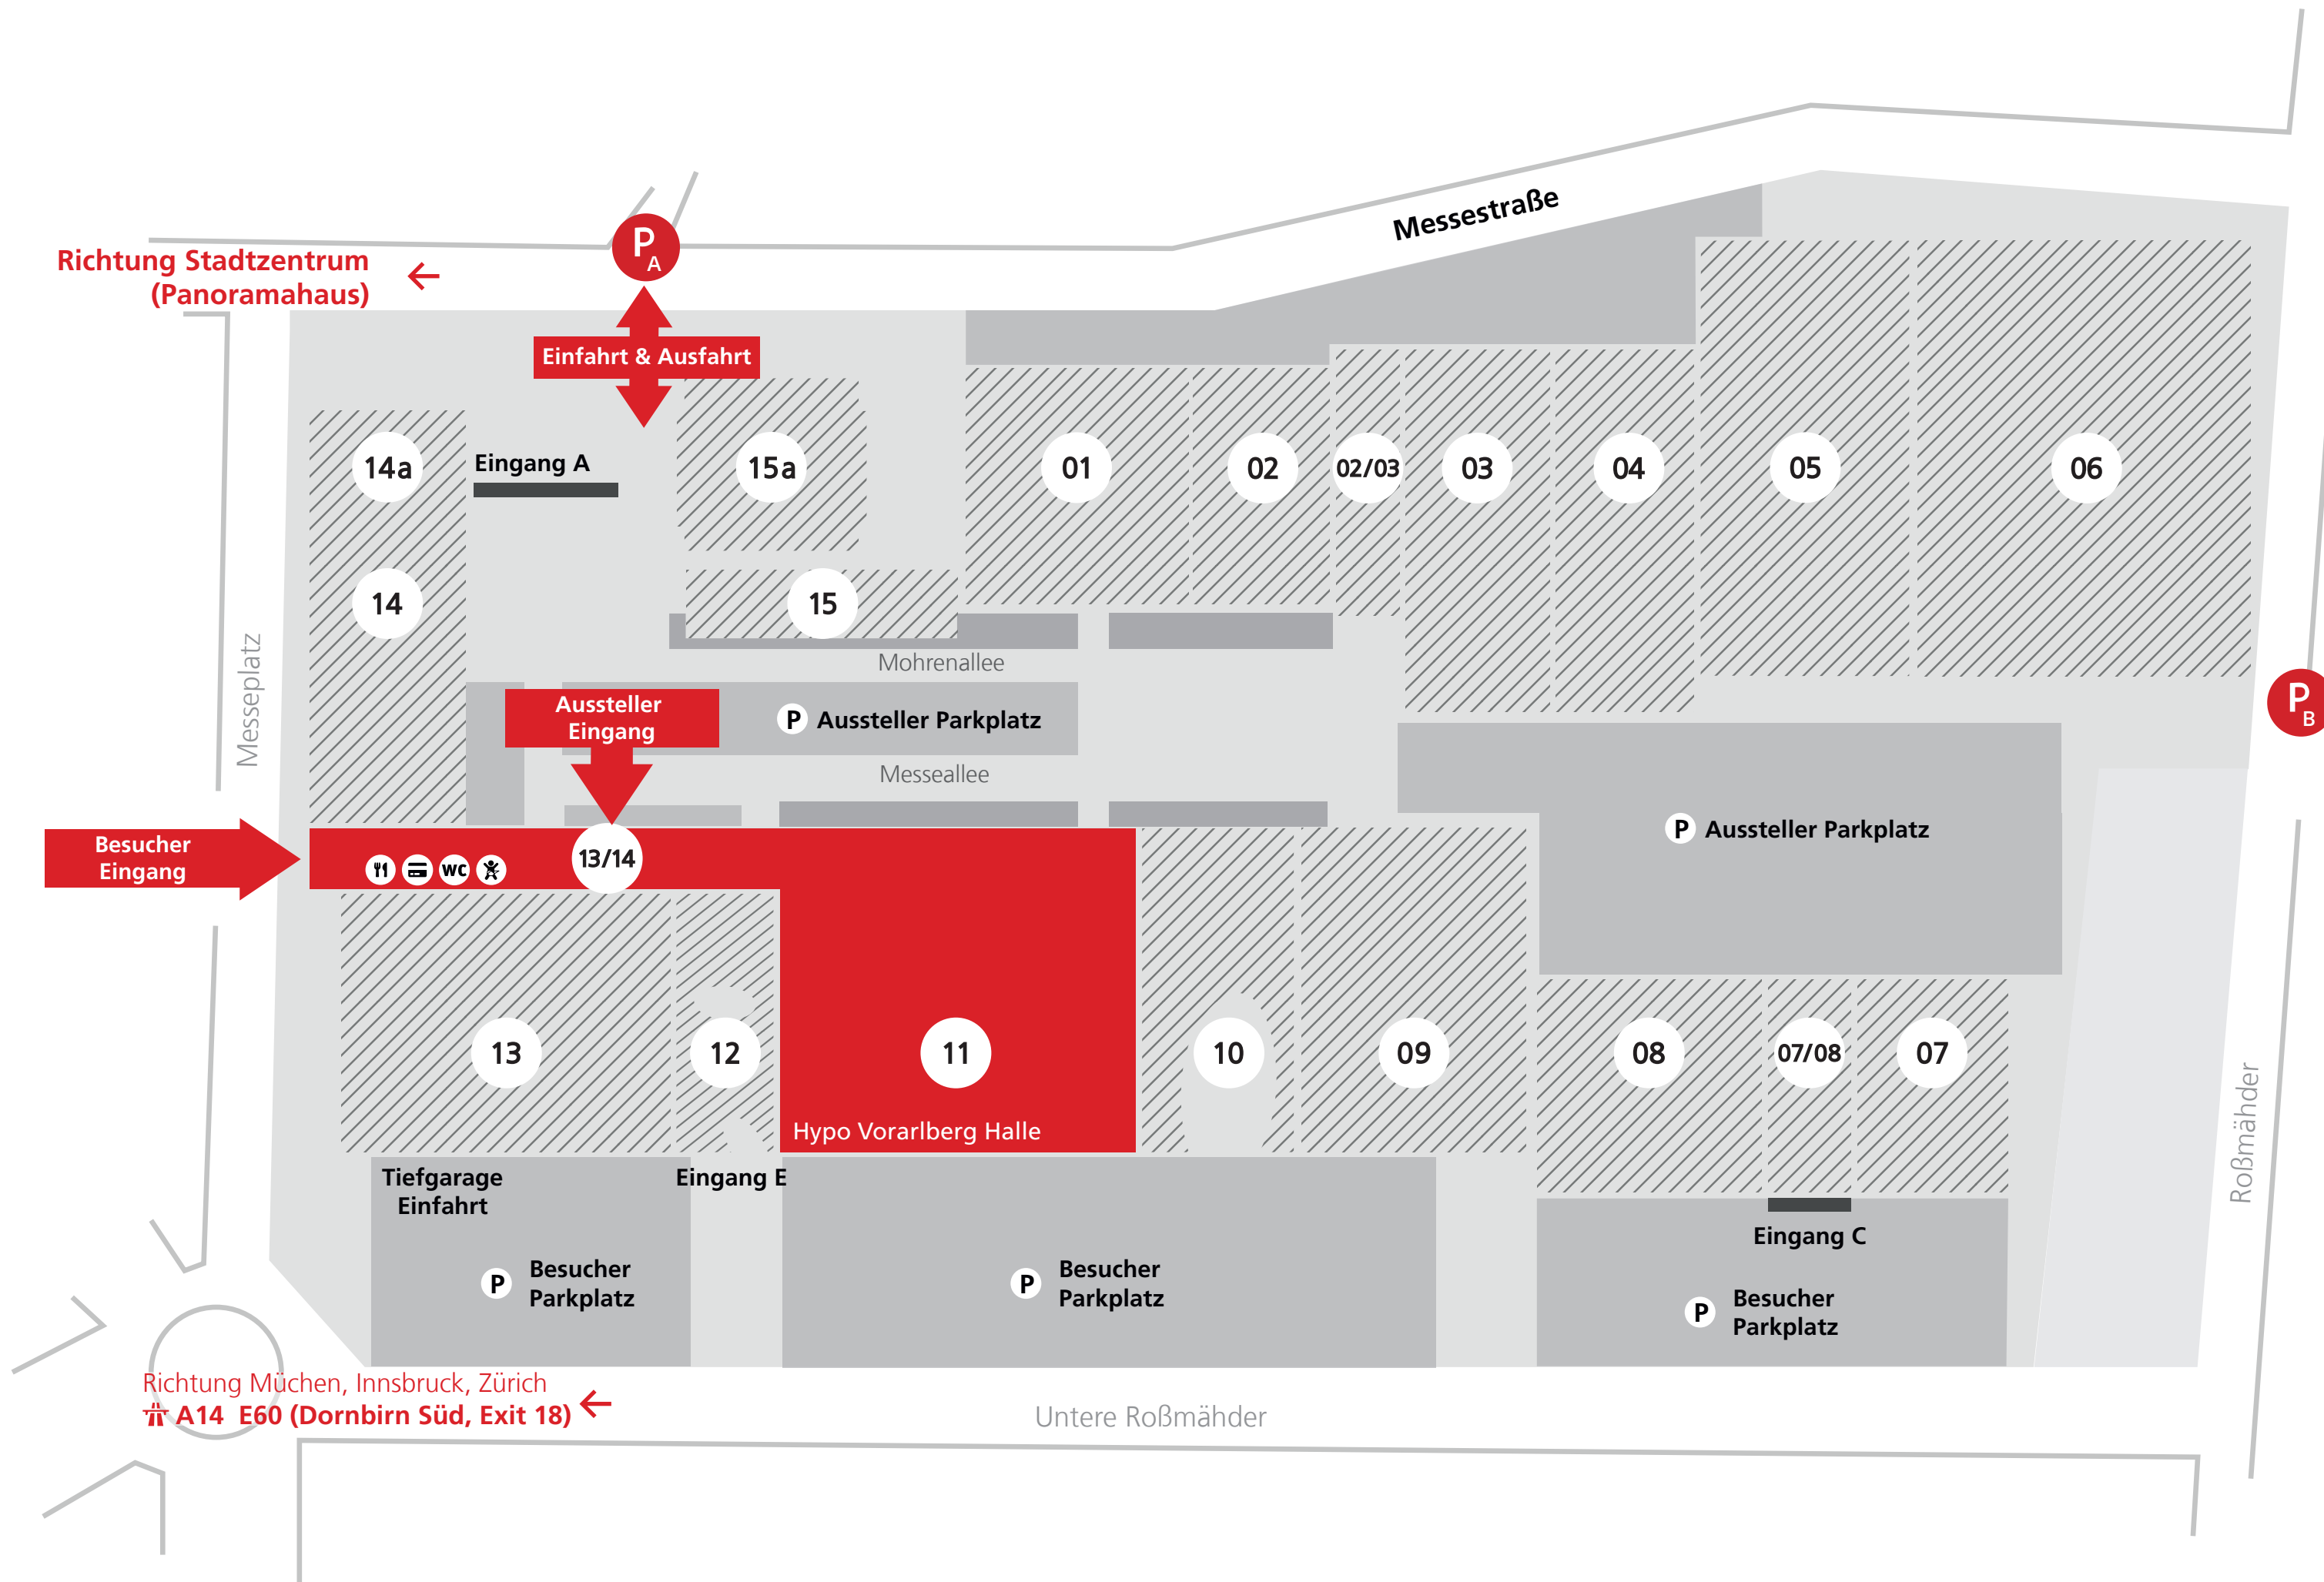 Messestraße
P
A
Richtung Stadtzentrum
(Panoramahaus)
Einfahrt & Ausfahrt
14a
Eingang A
15a
01
02
02/03
03
04
05
06
14
15
Messeplatz
Mohrenallee
P
B
Aussteller
Eingang
P Aussteller Parkplatz
Messeallee
P Aussteller Parkplatz
Besucher
Eingang
WC
13/14
13
12
11
10
09
08
07/08
07
Hypo Vorarlberg Halle
Roßmähder
Tiefgarage
Einfahrt
Eingang E
Eingang C
P Besucher
Parkplatz
P Besucher
Parkplatz
P Besucher
Parkplatz
Richtung Müchen, Innsbruck, Zürich
A14 E60 (Dornbirn Süd, Exit 18)
Untere Roßmähder